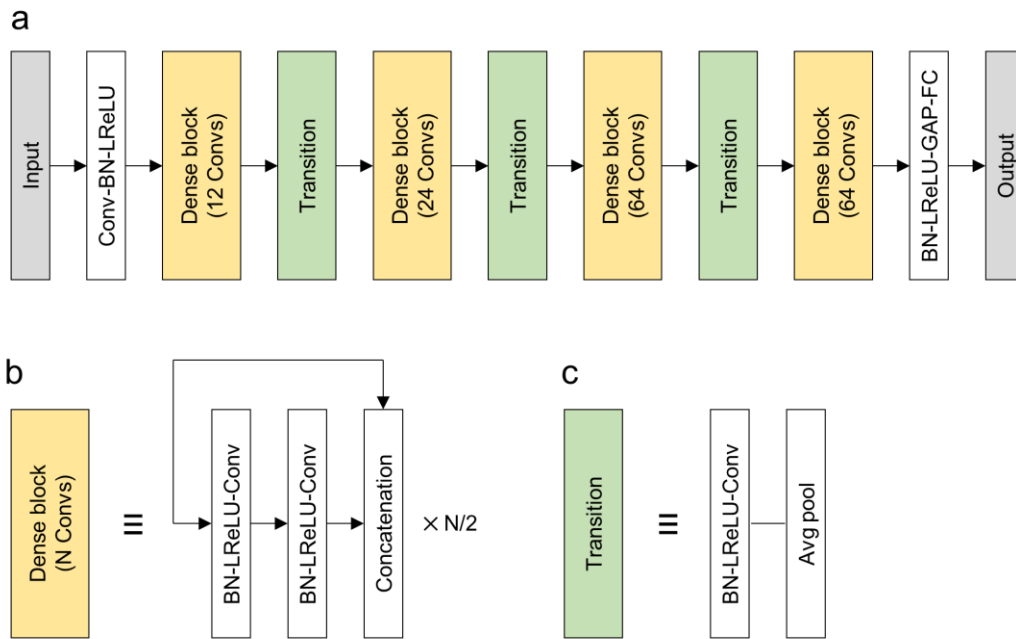 a
Input
Conv-BN-LReLU
Dense block
(12 Convs)
Transition
Dense block
(24 Convs)
Transition
Dense block
(64 Convs)
Transition
Dense block
(64 Convs)
BN-LReLU-GAP-FC
Output
b
Dense block
(N Convs)
≡
BN-LReLU-Conv
BN-LReLU-Conv
Concatenation
× N/2
c
Transition
≡
BN-LReLU-Conv
Avg pool